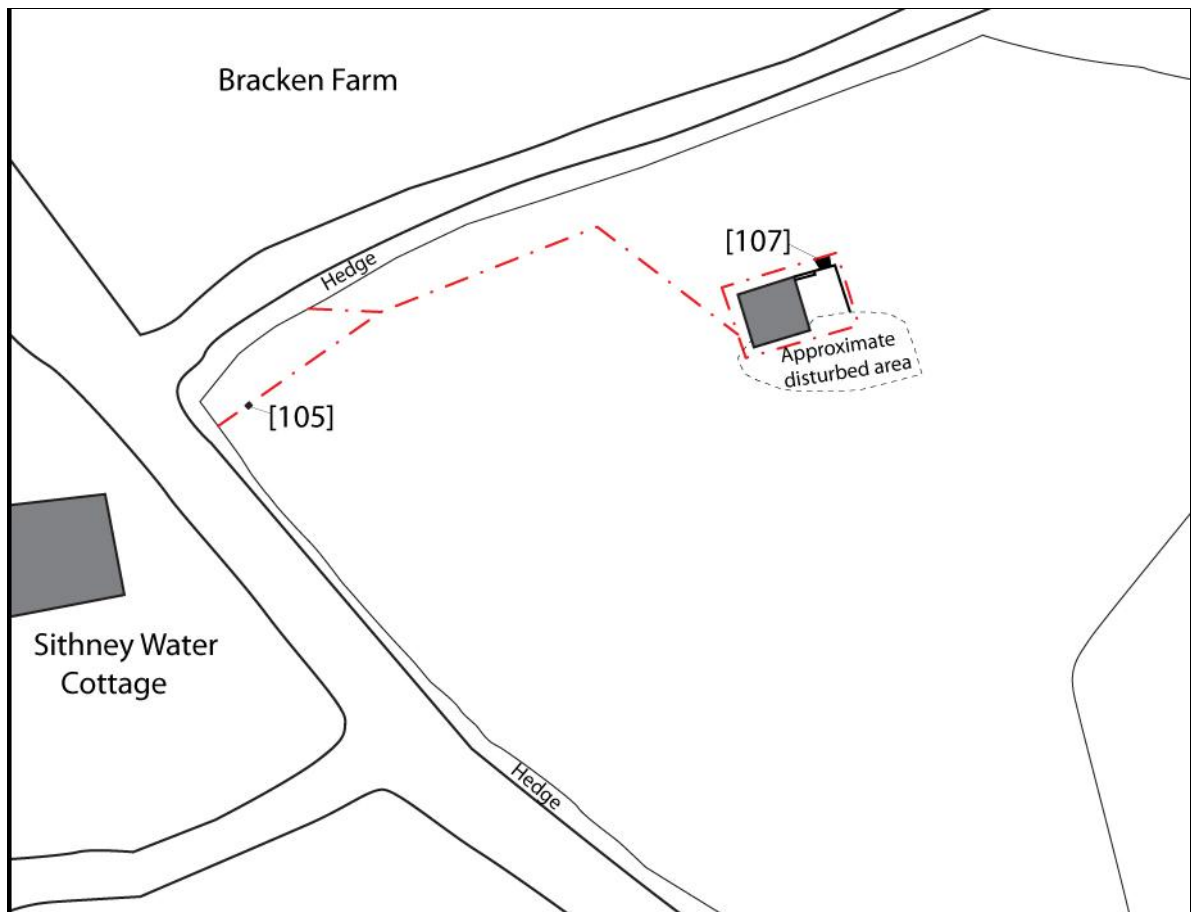 Bracken Farm
[107]
Hedge
Approximate
disturbed area
[105]
Sithney Water
Cottage
Hedge